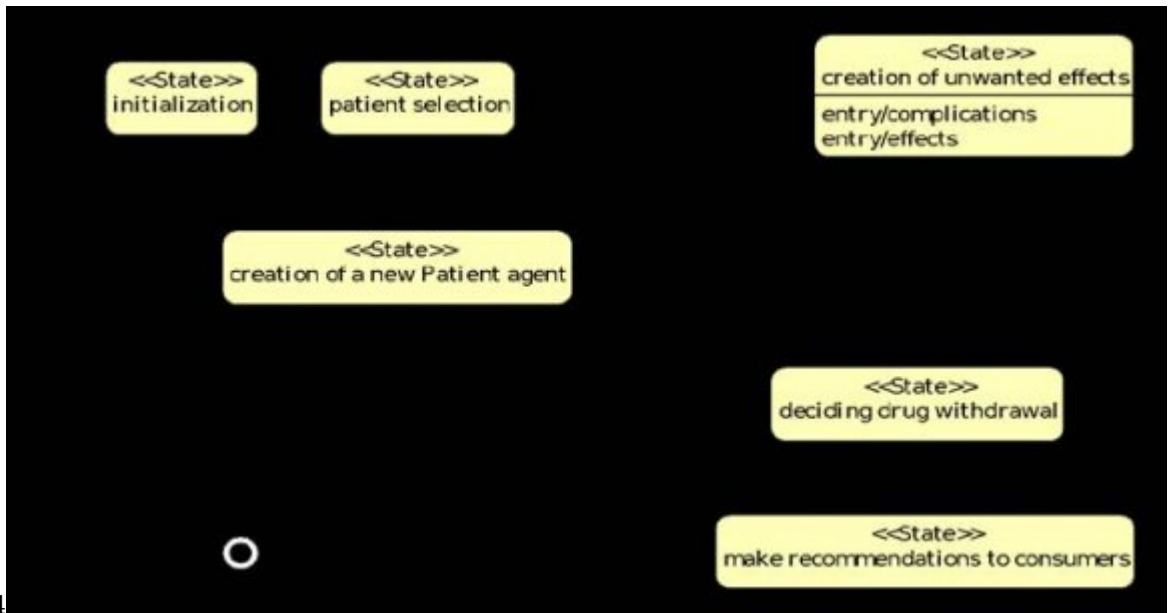 <<State>>
initialization
<<State>>
patient selection
<<State>>
creation of unwanted effects
entry/complications
entry/effects
<<State>>
creation of a new Patient agent
<<State>>
deciding drug withdrawal
<<State>>
make recommendations to consumers